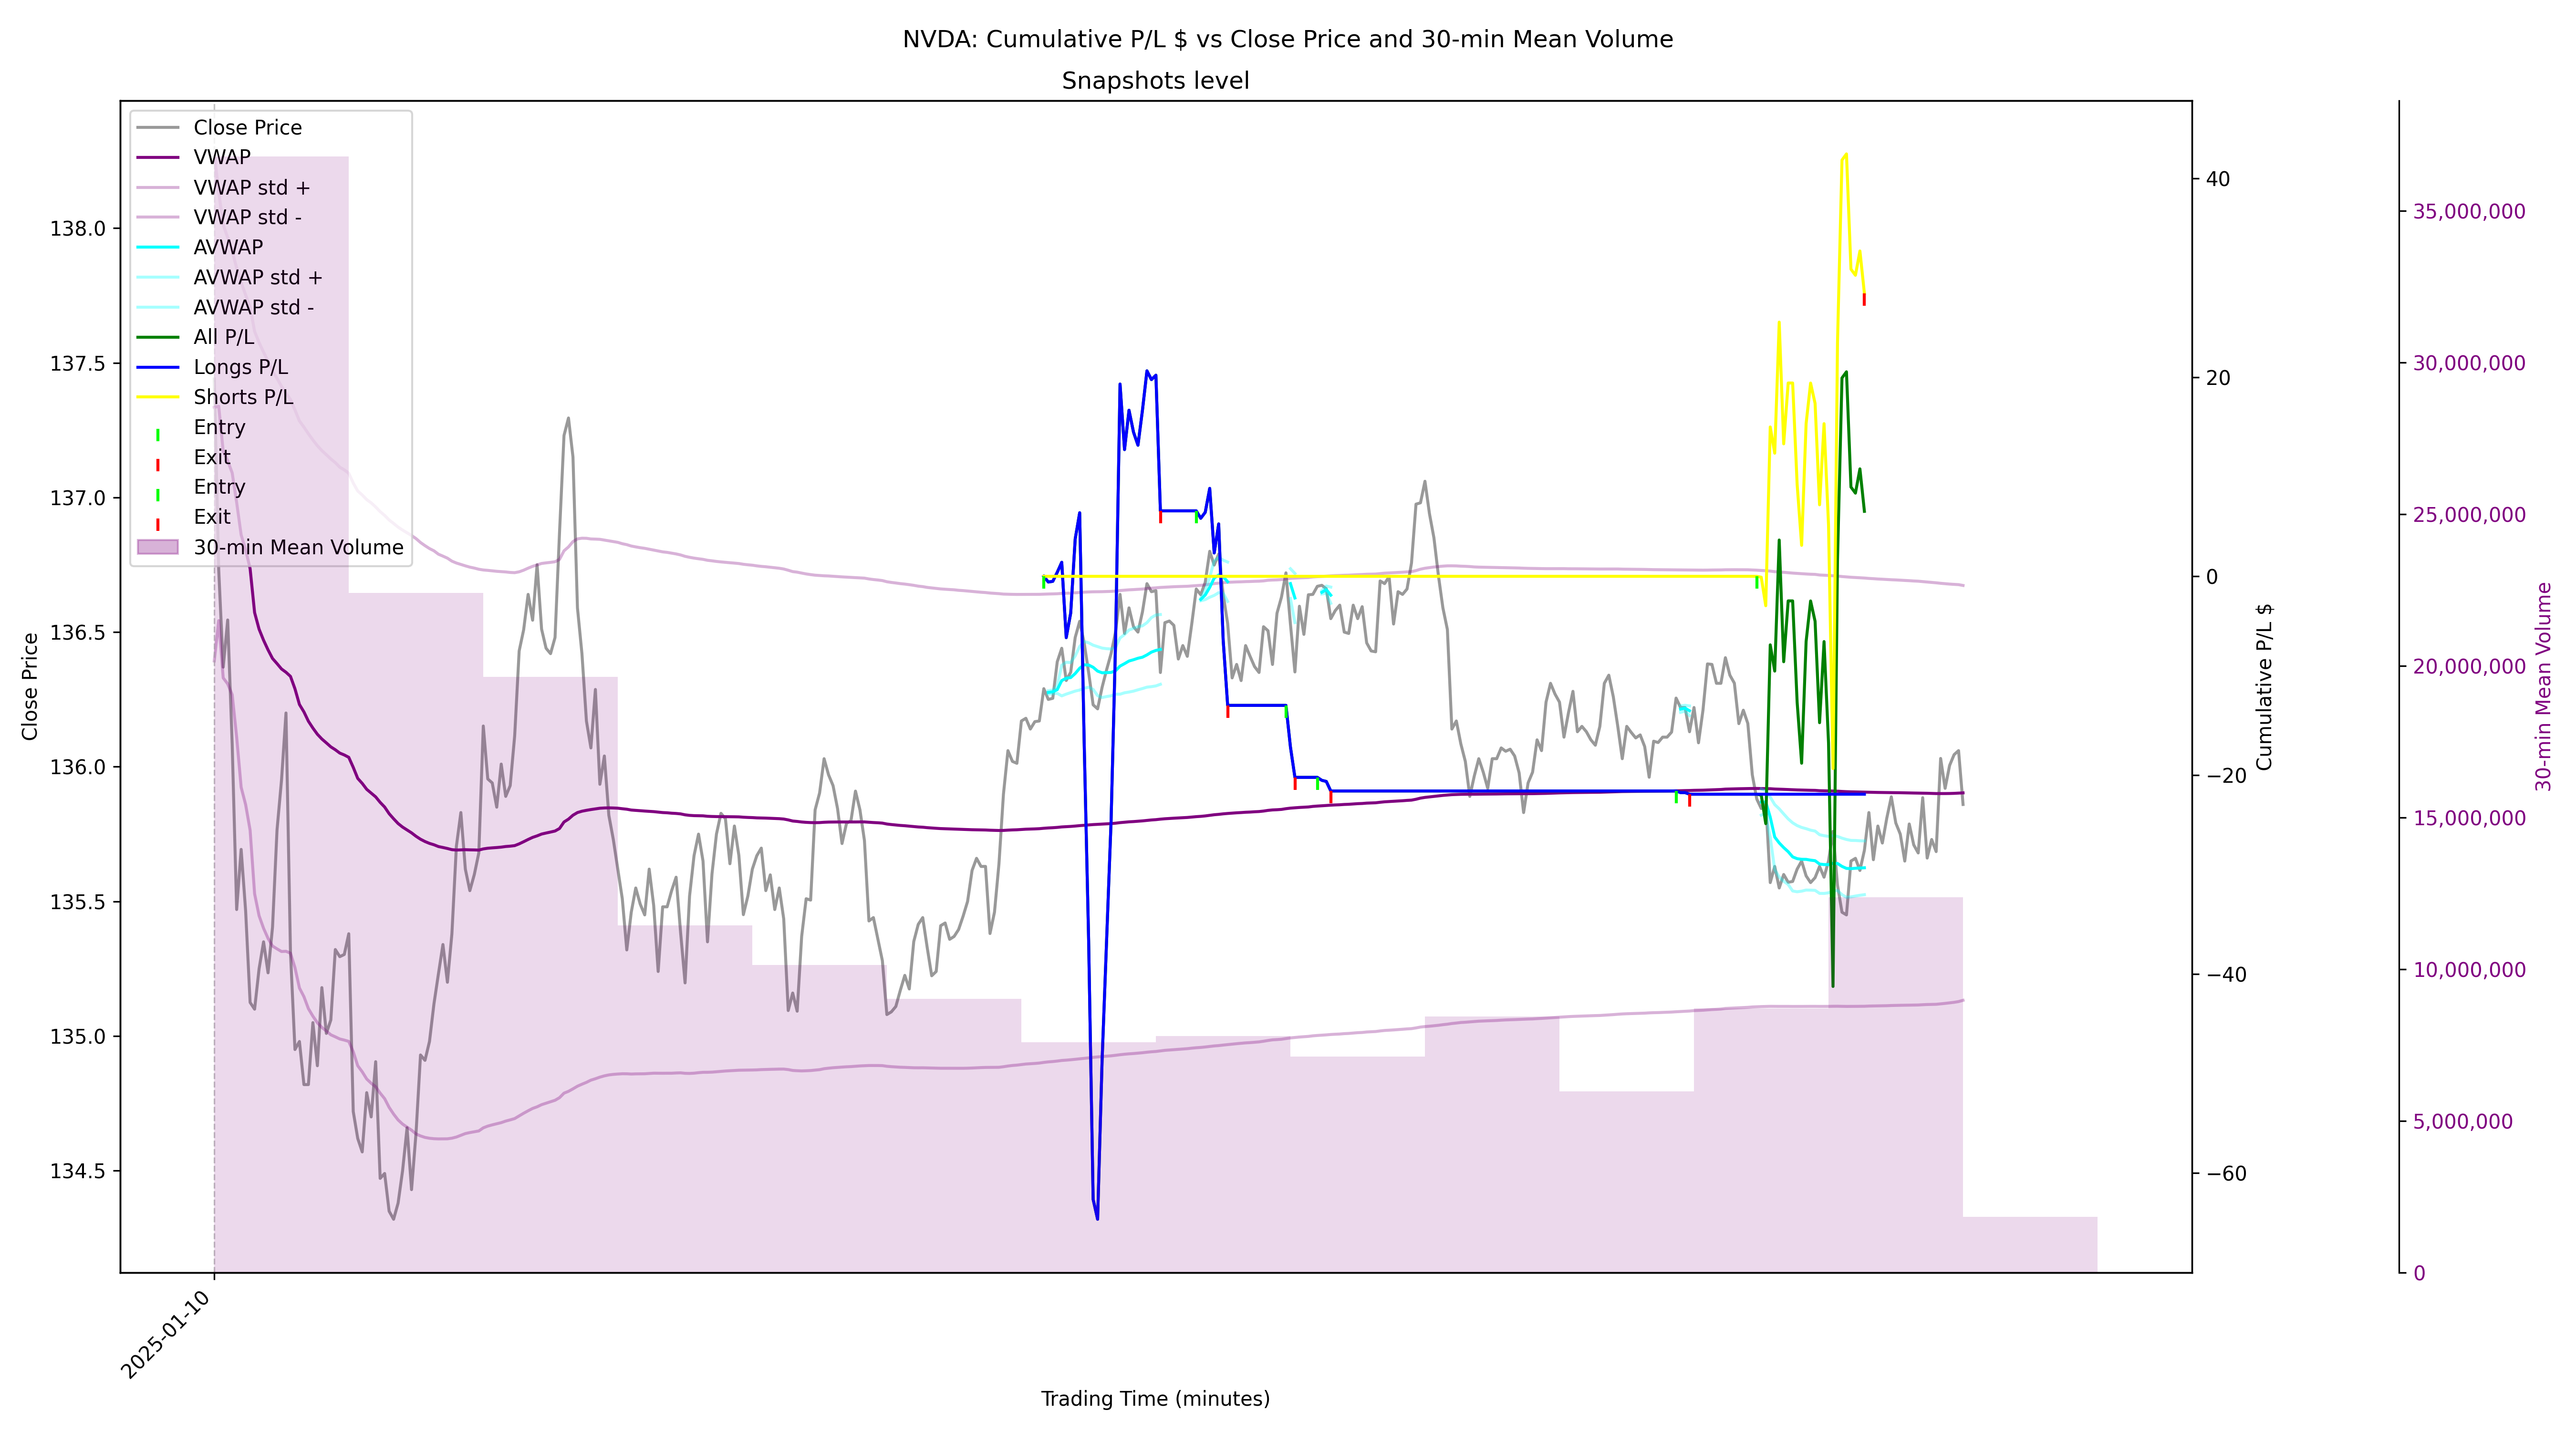 NVDA: Cumulative P/L $ vs Close Price and 30-min Mean Volume
Snapshots level
Close Price
VWAP
VWAP std +
VWAP std -
AVWAP
AVWAP std +
AVWAP std -
All P/L
Longs P/L
Shorts P/L
Entry
Exit
Entry
Exit
30-min Mean Volume
138.0
137.5
137.0
136.5
136.0
135.5
135.0
134.5
Close Price
40
20
0
−20
−40
−60
Cumulative P/L $
35,000,000
30,000,000
25,000,000
20,000,000
15,000,000
10,000,000
5,000,000
0
30-min Mean Volume
2025-01-10
Trading Time (minutes)